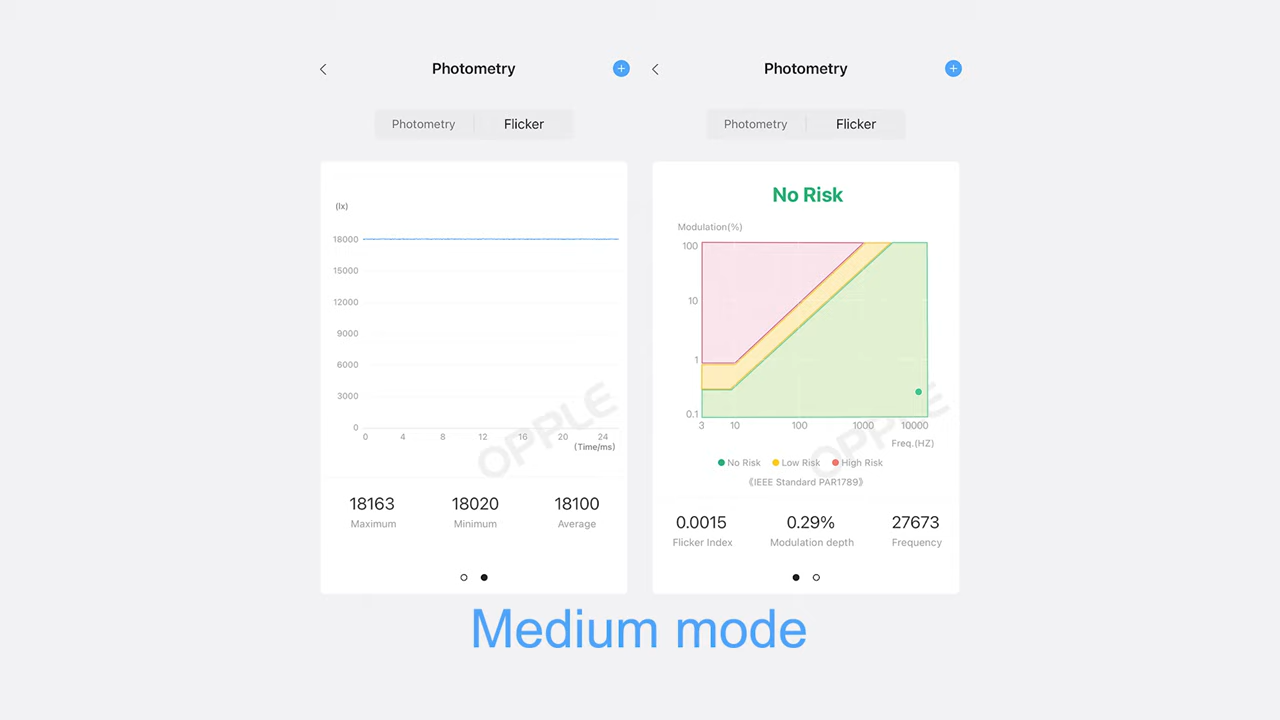 Photometry
Photometry Flicker
(lx)
18000
15000
12000
9000
6000
3000
0
0 4 8 12 16 20 24
(Time/ms)
OPPLE
18163 18020 18100
Maximum Minimum Average
Photometry
Photometry Flicker
No Risk
Modulation(%)
100
10
1
0.1
3 10 100 1000 10000
Freq.(HZ)
OPPLE
No Risk Low Risk High Risk
《IEEE Standard PAR1789》
0.0015 0.29% 27673
Flicker Index Modulation depth Frequency
Medium mode